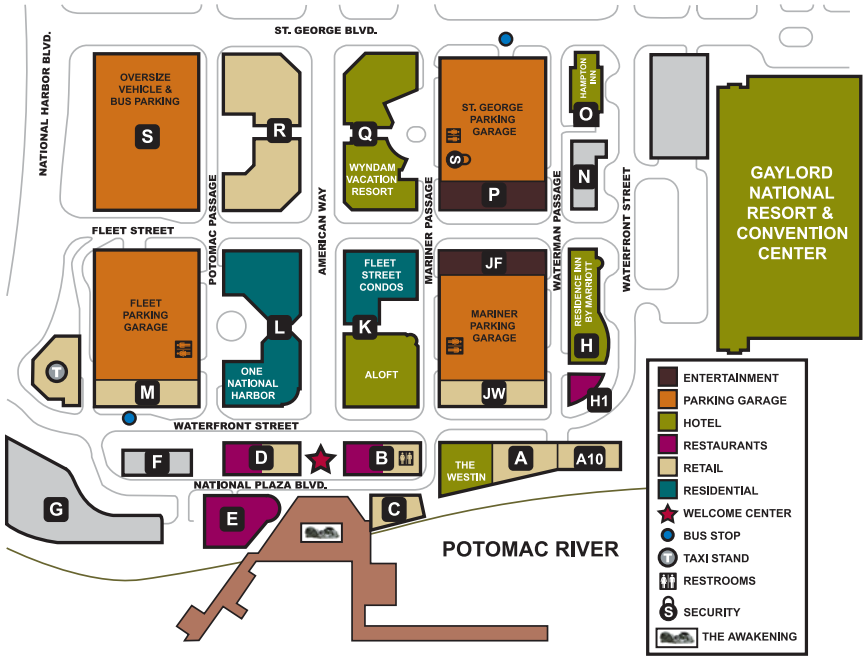 ST. GEORGE BLVD.
NATIONAL HARBOR BLVD.
OVERSIZE
VEHICLE &
BUS PARKING
S
R
Q
WYNDAM
VACATION
RESORT
ST. GEORGE
PARKING
GARAGE
S
P
HAMPTON
INN
O
N
GAYLORD
NATIONAL
RESORT &
CONVENTION
CENTER
FLEET STREET
POTOMAC PASSAGE
AMERICAN WAY
MARINER PASSAGE
WATERMAN PASSAGE
WATERFRONT STREET
FLEET
PARKING
GARAGE
M
T
L
ONE
NATIONAL
HARBOR
FLEET
STREET
CONDOS
K
ALOFT
JF
MARINER
PARKING
GARAGE
JW
RESIDENCE INN
BY MARRIOTT
H
H1
WATERFRONT STREET
F
D
B
THE
WESTIN
A
A10
NATIONAL PLAZA BLVD.
G
E
C
POTOMAC RIVER
ENTERTAINMENT
PARKING GARAGE
HOTEL
RESTAURANTS
RETAIL
RESIDENTIAL
WELCOME CENTER
BUS STOP
T TAXI STAND
RESTROOMS
S SECURITY
THE AWAKENING